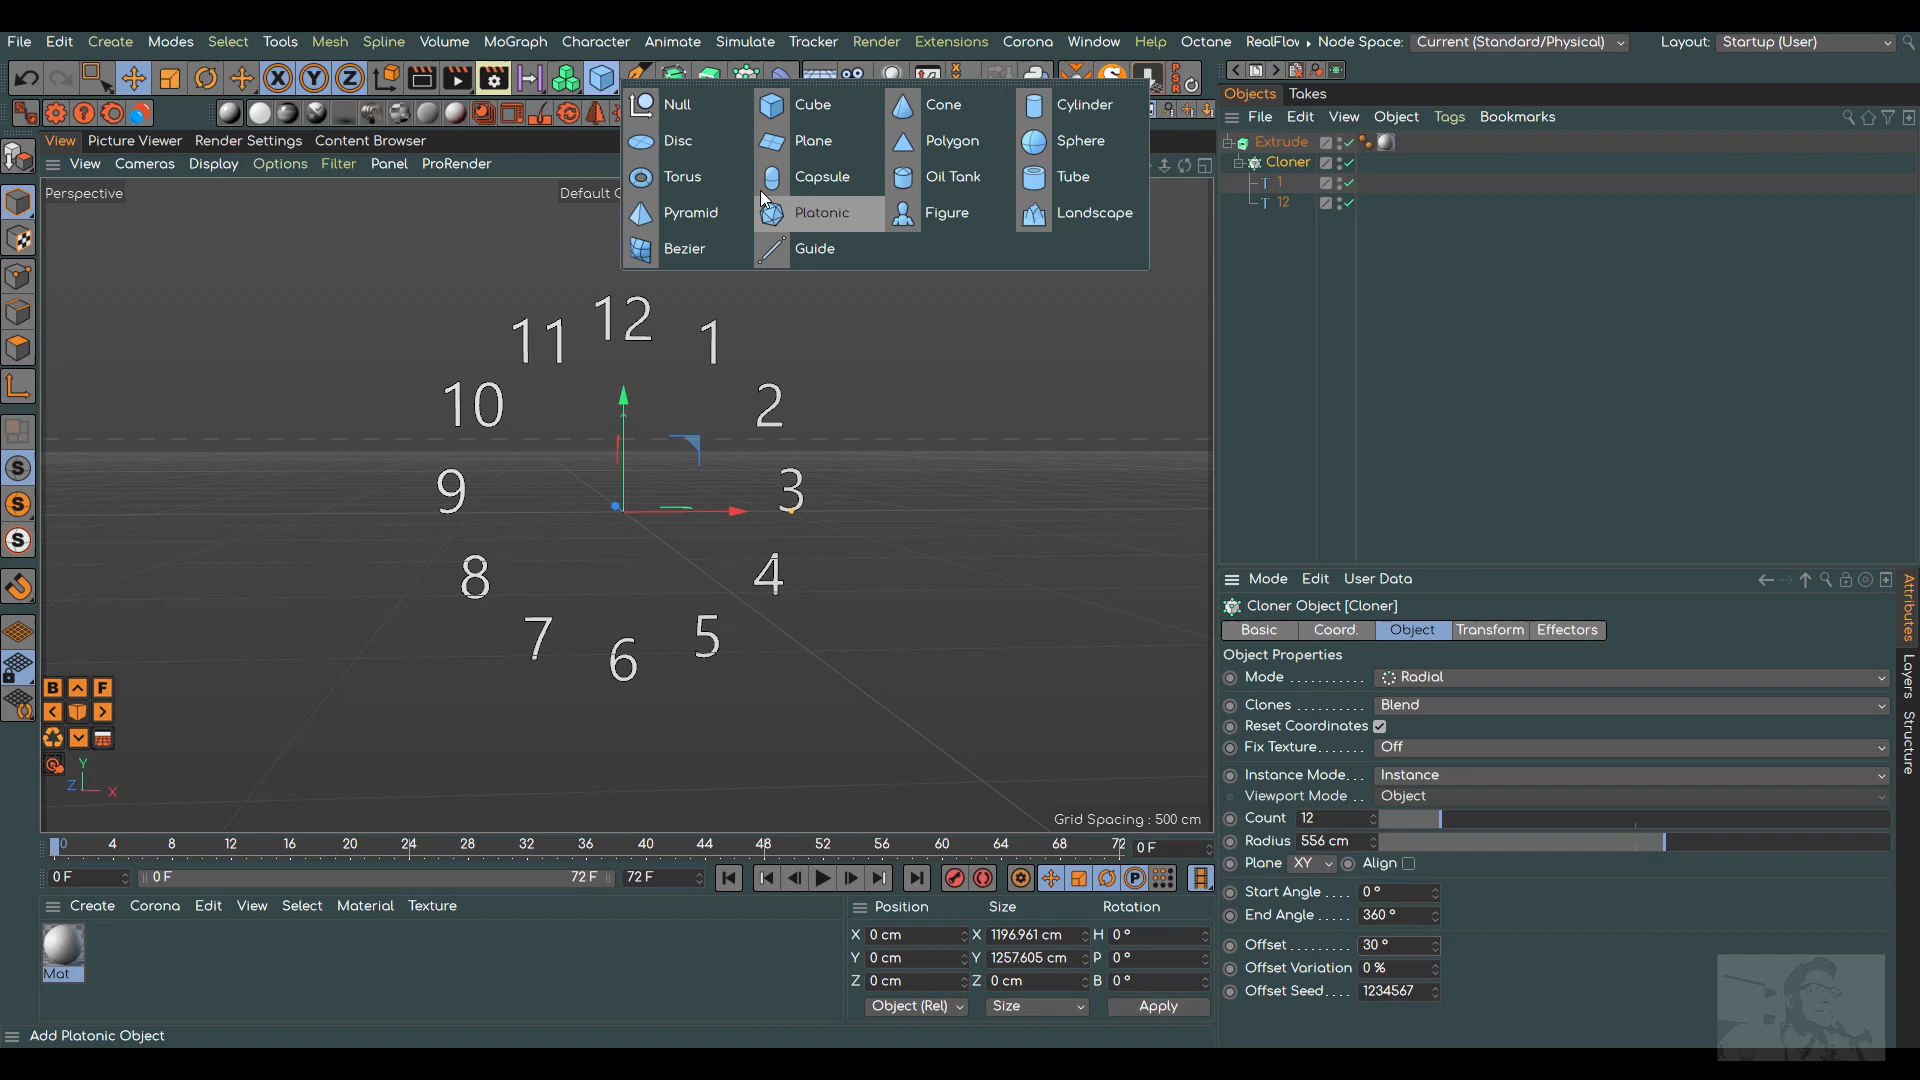 File Edit Create Modes Select Tools Mesh Spline Volume MoGraph Character Animate Simulate Tracker Render Extensions Corona Window Help Octane RealFlow Node Space: Current (Standard/Physical) Layout: Startup (User)
X Y Z
PSR
Objects Takes
File Edit View Object Tags Bookmarks
Null Cube Cone Cylinder
Disc Plane Polygon Sphere
Torus Capsule Oil Tank Tube
Pyramid Platonic Figure Landscape
Bezier Guide
View Picture Viewer Render Settings Content Browser
View Cameras Display Options Filter Panel ProRender
Perspective Default C
Extrude
Cloner
1
12
12
11 1
10 2
9 3
8 4
7 5
6
S
S
S
B F
Y
Z X
Grid Spacing : 500 cm
Mode Edit User Data
Cloner Object [Cloner]
Basic Coord. Object Transform Effectors
Object Properties
Mode . . . . . . . . . . Radial
Clones . . . . . . . . . Blend
Reset Coordinates
Fix Texture. . . . . . Off
Instance Mode. . . Instance
Viewport Mode . . Object
Count 12
Radius 556 cm
Plane XY Align
Start Angle . . . . 0 °
End Angle . . . . . 360 °
Offset . . . . . . . . . 30 °
Offset Variation 0 %
Offset Seed. . . . 1234567
Attributes
Layers
Structure
0 4 8 12 16 20 24 28 32 36 40 44 48 52 56 60 64 68 72 0 F
0 F 0 F 72 F 72 F
P
Create Corona Edit View Select Material Texture
Mat
Position Size Rotation
X 0 cm X 1196.961 cm H 0 °
Y 0 cm Y 1257.605 cm P 0 °
Z 0 cm Z 0 cm B 0 °
Object (Rel) Size Apply
Add Platonic Object